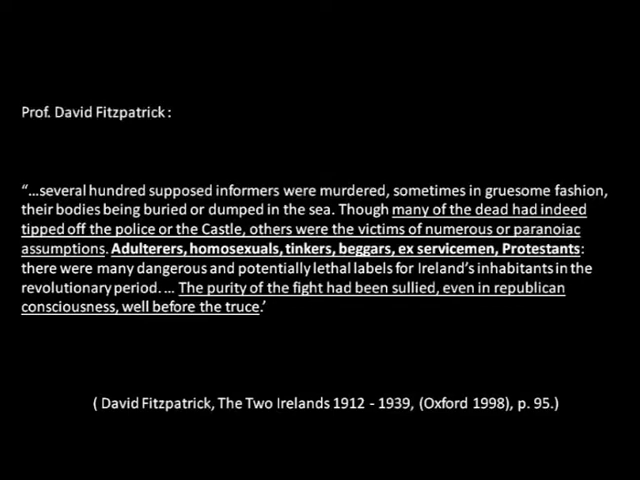 Prof. David Fitzpatrick :
“…several hundred supposed informers were murdered, sometimes in gruesome fashion,
their bodies being buried or dumped in the sea. Though many of the dead had indeed
tipped off the police or the Castle, others were the victims of numerous or paranoiac
assumptions. Adulterers, homosexuals, tinkers, beggars, ex servicemen, Protestants:
there were many dangerous and potentially lethal labels for Ireland’s inhabitants in the
revolutionary period. … The purity of the fight had been sullied, even in republican
consciousness, well before the truce.’
( David Fitzpatrick, The Two Irelands 1912 - 1939, (Oxford 1998), p. 95.)